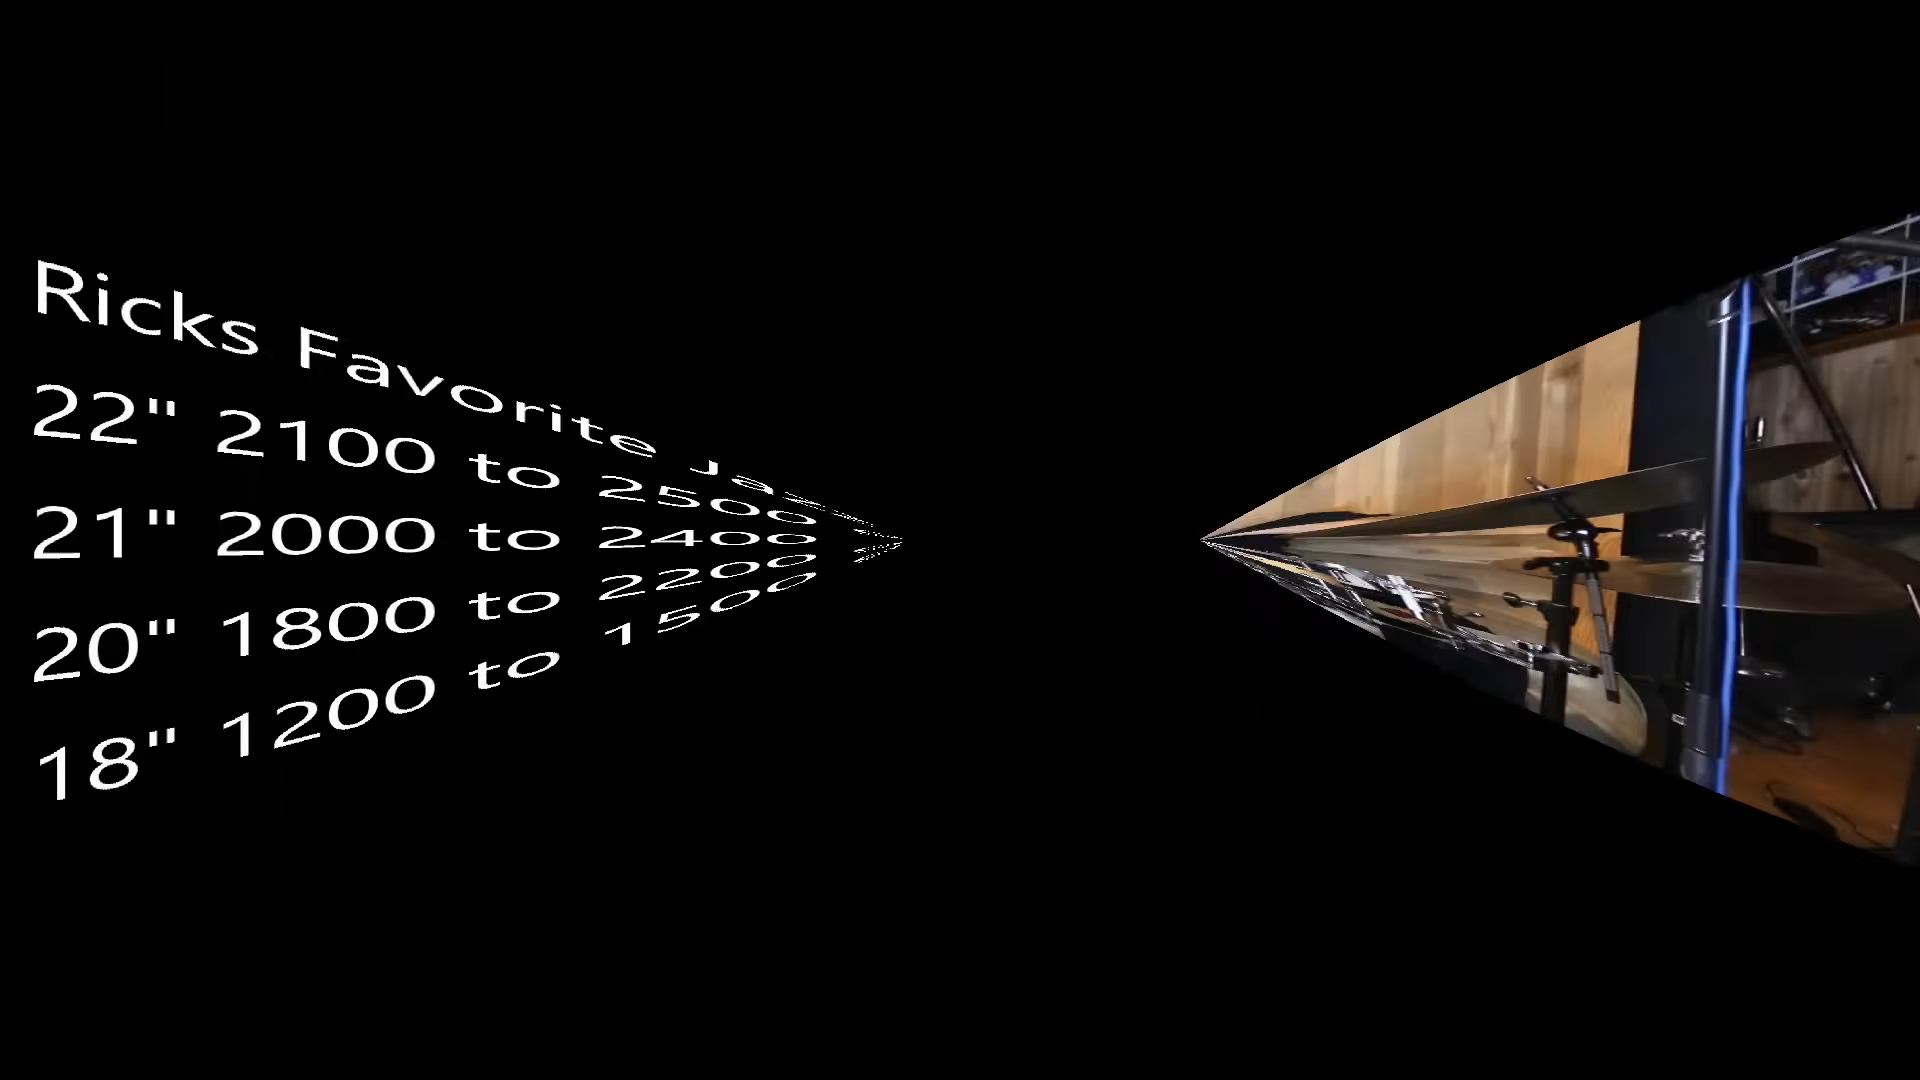 Ricks Favorite
22" 2100 to 2500
21" 2000 to 2400
20" 1800 to 2200
18" 1200 to 1500